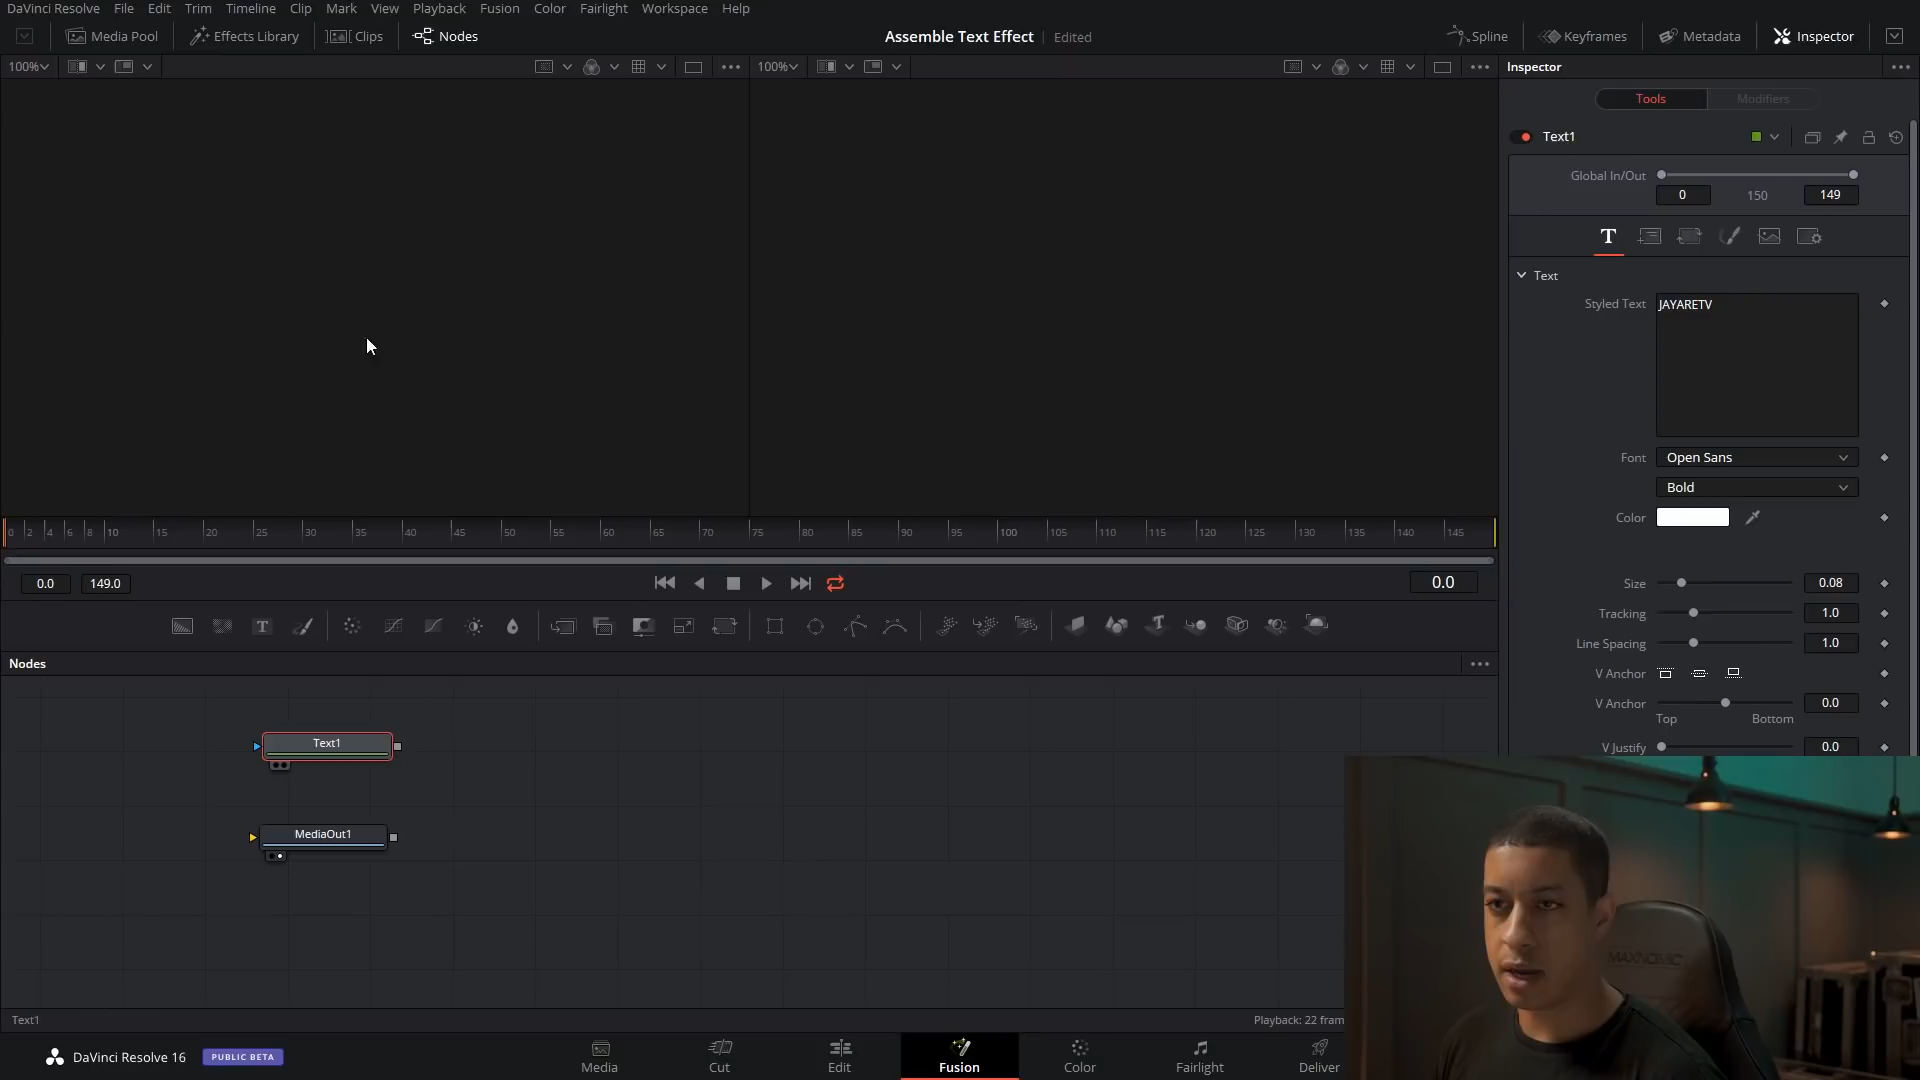 DaVinci Resolve File Edit Trim Timeline Clip Mark View Playback Fusion Color Fairlight Workspace Help
Media Pool Effects Library Clips Nodes Assemble Text Effect Edited Spline Keyframes Metadata Inspector
100% 100% Inspector
Tools Modifiers
Text1
Global In/Out
0 150 149
T
Text
Styled Text JAYARETV
Font Open Sans
Bold
Color
Size 0.08
Tracking 1.0
Line Spacing 1.0
V Anchor
V Anchor 0.0
Top Bottom
V Justify 0.0
0 2 4 6 8 10 15 20 25 30 35 40 45 50 55 60 65 70 75 80 85 90 95 100 105 110 115 120 125 130 135 140 145
0.0 149.0 0.0
T T
Nodes
Text1
MediaOut1
MAXNOMIC
Text1 Playback: 22 fram
DaVinci Resolve 16 PUBLIC BETA Media Cut Edit Fusion Color Fairlight Deliver